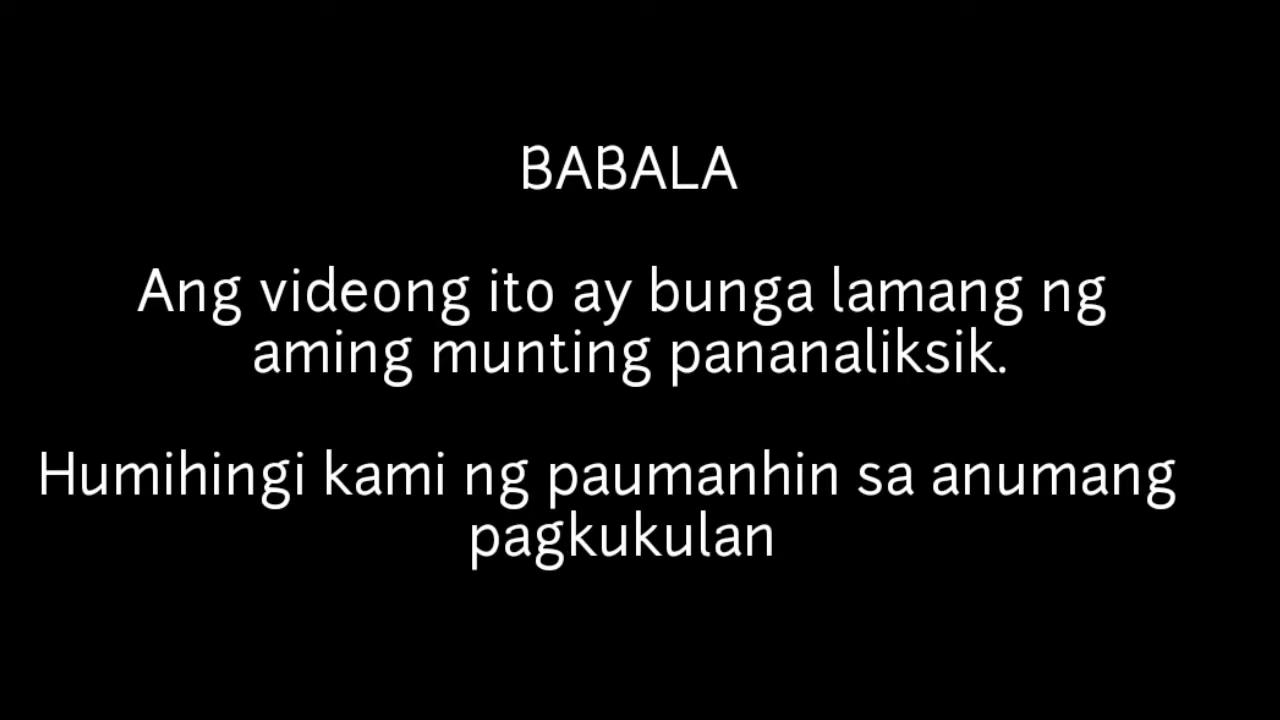 BABALA
Ang videong ito ay bunga lamang ng
aming munting pananaliksik.
Humihingi kami ng paumanhin sa anumang
pagkukulan